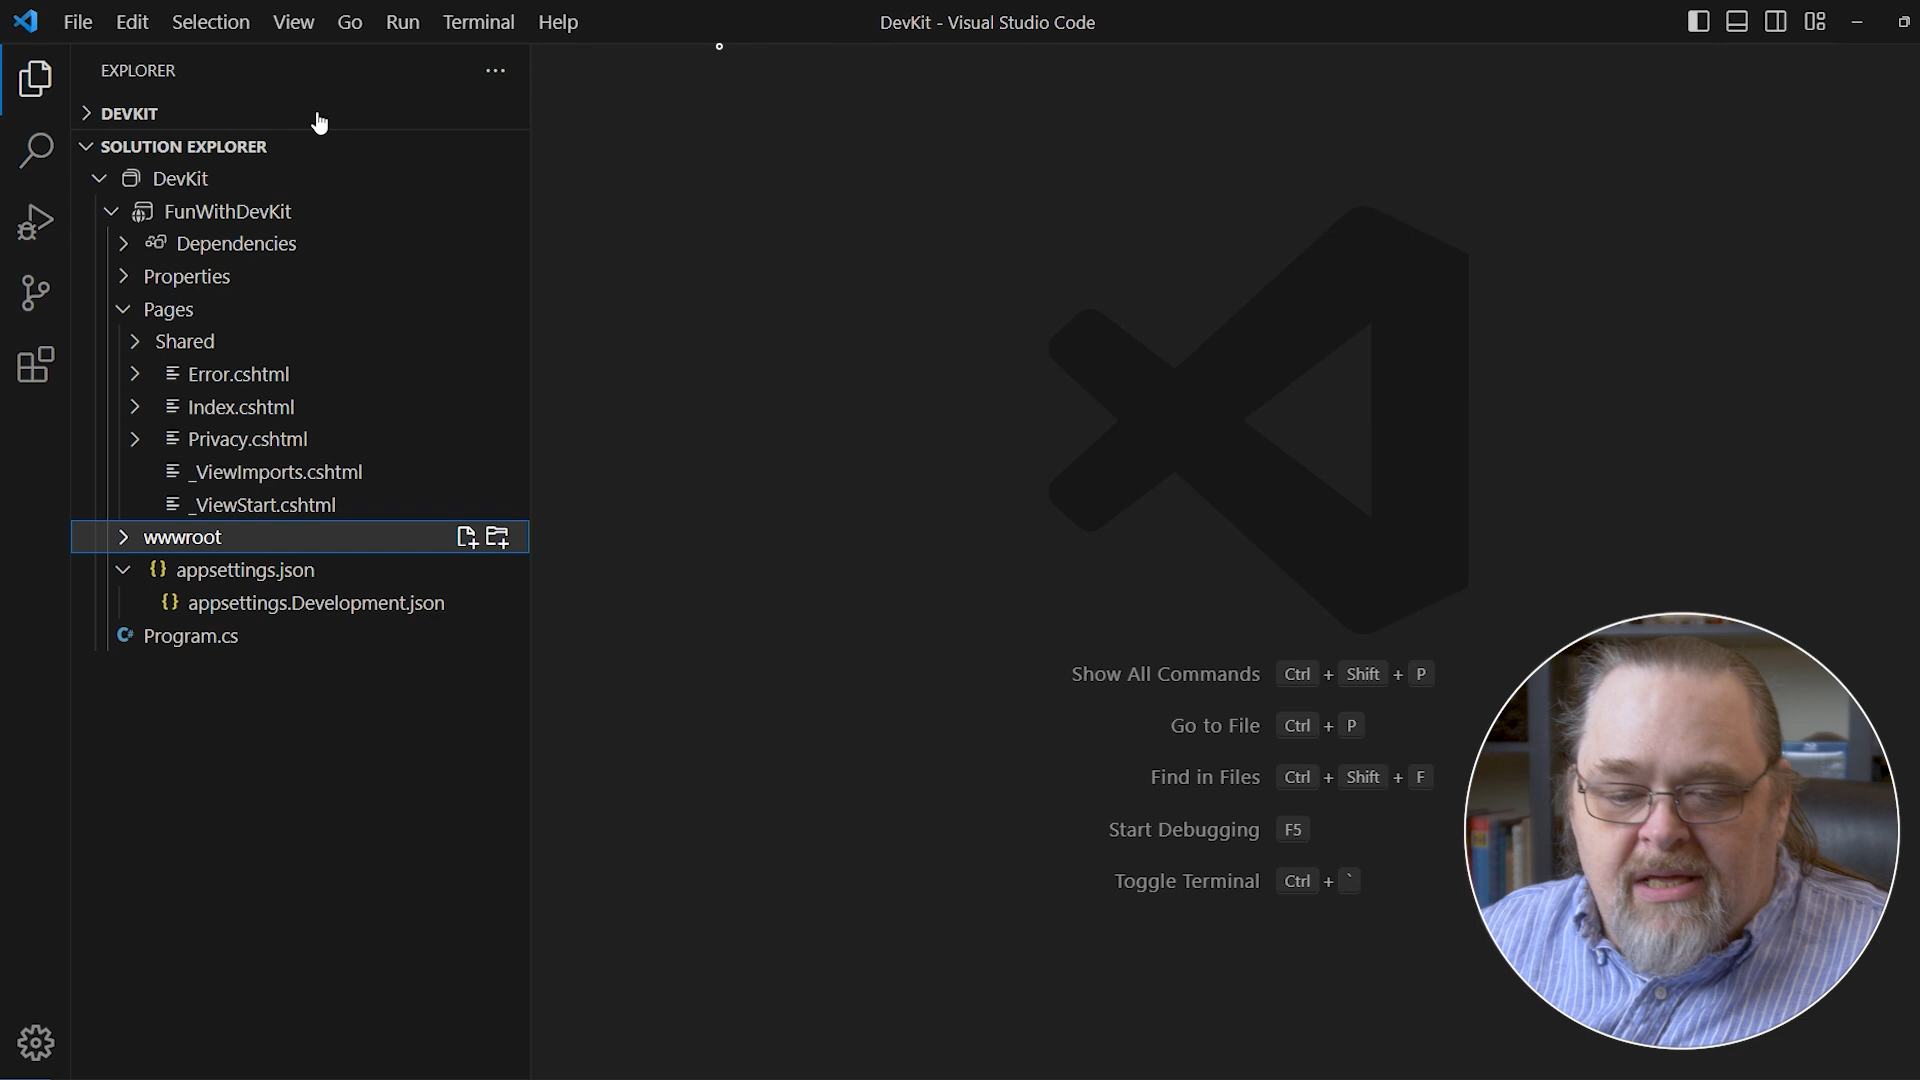 File Edit Selection View Go Run Terminal Help
DevKit - Visual Studio Code
EXPLORER
DEVKIT
SOLUTION EXPLORER
DevKit
FunWithDevKit
Dependencies
Properties
Pages
Shared
Error.cshtml
Index.cshtml
Privacy.cshtml
_ViewImports.cshtml
_ViewStart.cshtml
wwwroot
{} appsettings.json
{} appsettings.Development.json
C# Program.cs
Show All Commands Ctrl + Shift + P
Go to File Ctrl + P
Find in Files Ctrl + Shift + F
Start Debugging F5
Toggle Terminal Ctrl + `